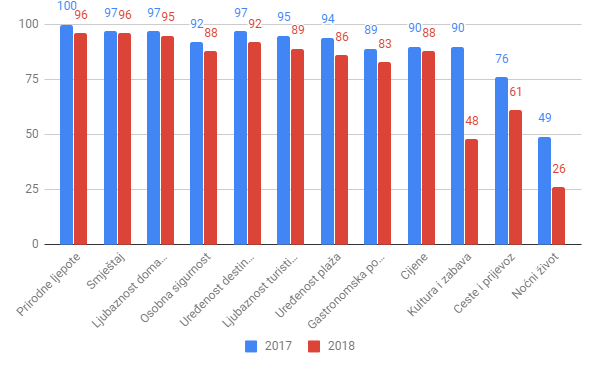 100 97 97 92 97 95 94 89 90 90 76 49
96 96 95 88 92 89 86 83 88 48 61 26
100
75
50
25
0
Prirodne ljepote
Smještaj
Ljubaznost doma...
Osobna sigurnost
Uređenost destin...
Ljubaznost turisti...
Uređenost plaža
Gastronomska po...
Cijene
Kultura i zabava
Ceste i prijevoz
Noćni život
2017 2018